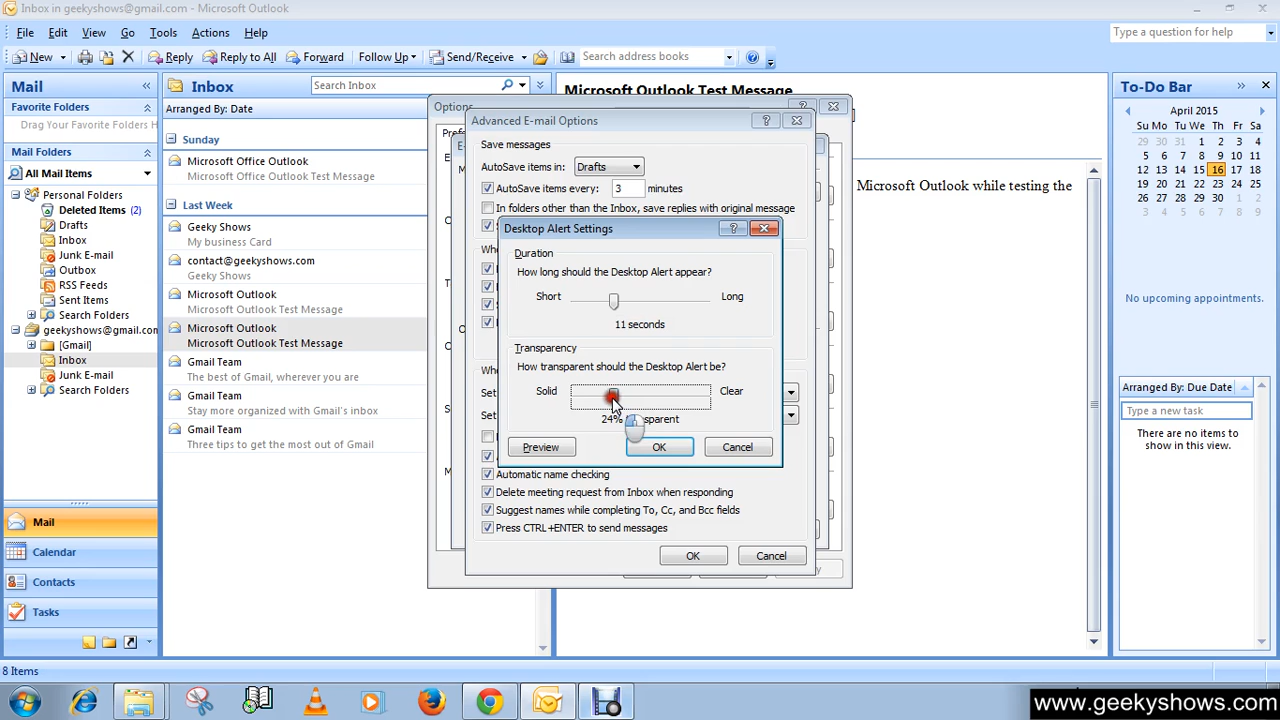 Inbox in geekyshows@gmail.com - Microsoft Outlook
File Edit View Go Tools Actions Help
Type a question for help
New Reply Reply to All Forward Follow Up Send/Receive Search address books
Mail
Favorite Folders
Drag Your Favorite Folders H
Mail Folders
All Mail Items
Personal Folders
Deleted Items (2)
Drafts
Inbox
Junk E-mail
Outbox
RSS Feeds
Sent Items
Search Folders
geekyshows@gmail.com
[Gmail]
Inbox
Junk E-mail
Search Folders
Mail
Calendar
Contacts
Tasks
8 Items
Inbox
Search Inbox
Arranged By: Date
Sunday
Microsoft Office Outlook
Microsoft Office Outlook Test Message
Last Week
Geeky Shows
My business Card
contact@geekyshows.com
Geeky Shows
Microsoft Outlook
Microsoft Outlook Test Message
Microsoft Outlook
Microsoft Outlook Test Message
Gmail Team
The best of Gmail, wherever you are
Gmail Team
Stay more organized with Gmail's inbox
Gmail Team
Three tips to get the most out of Gmail
Microsoft Outlook Test Message
Microsoft Outlook while testing the
Options
Advanced E-mail Options
Save messages
AutoSave items in: Drafts
AutoSave items every: 3 minutes
In folders other than the Inbox, save replies with original message
Desktop Alert Settings
Duration
How long should the Desktop Alert appear?
Short Long
11 seconds
Transparency
How transparent should the Desktop Alert be?
Solid Clear
24%
Preview OK Cancel
Automatic name checking
Delete meeting request from Inbox when responding
Suggest names while completing To, Cc, and Bcc fields
Press CTRL+ENTER to send messages
OK Cancel
To-Do Bar
April 2015
Su Mo Tu We Th Fr Sa
29 30 31 1 2 3 4
5 6 7 8 9 10 11
12 13 14 15 16 17 18
19 20 21 22 23 24 25
26 27 28 29 30 1 2
3 4 5 6 7 8 9
No upcoming appointments.
Arranged By: Due Date
Type a new task
There are no items to
show in this view.
www.geekyshows.com